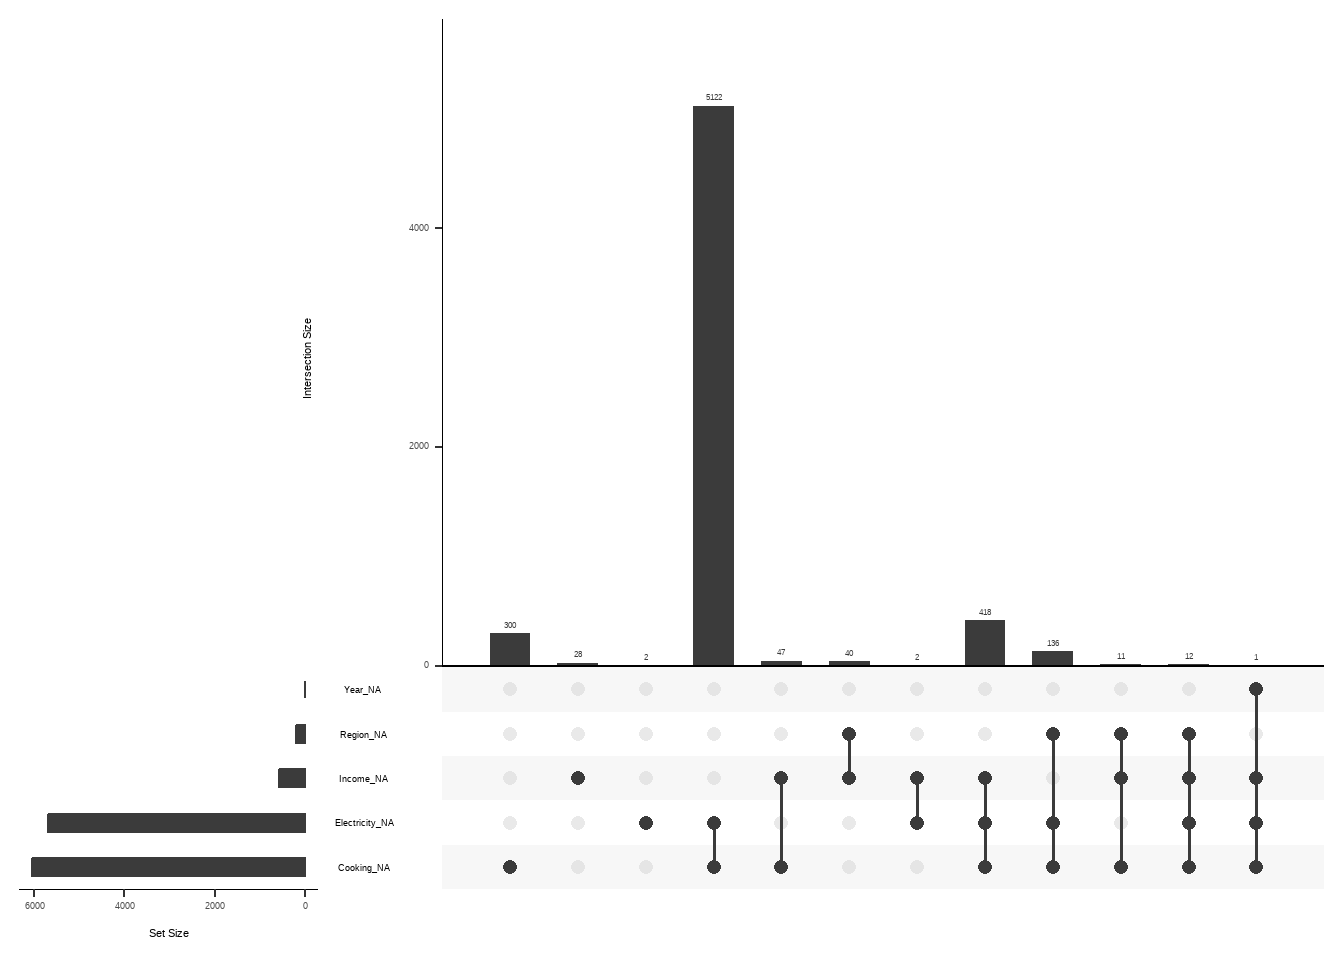 5122
4000
Intersection Size
2000
418
300
136
47
40
28
2
2
11
12
1
0
Year_NA
Region_NA
Income_NA
Electricity_NA
Cooking_NA
6000 4000 2000 0
Set Size